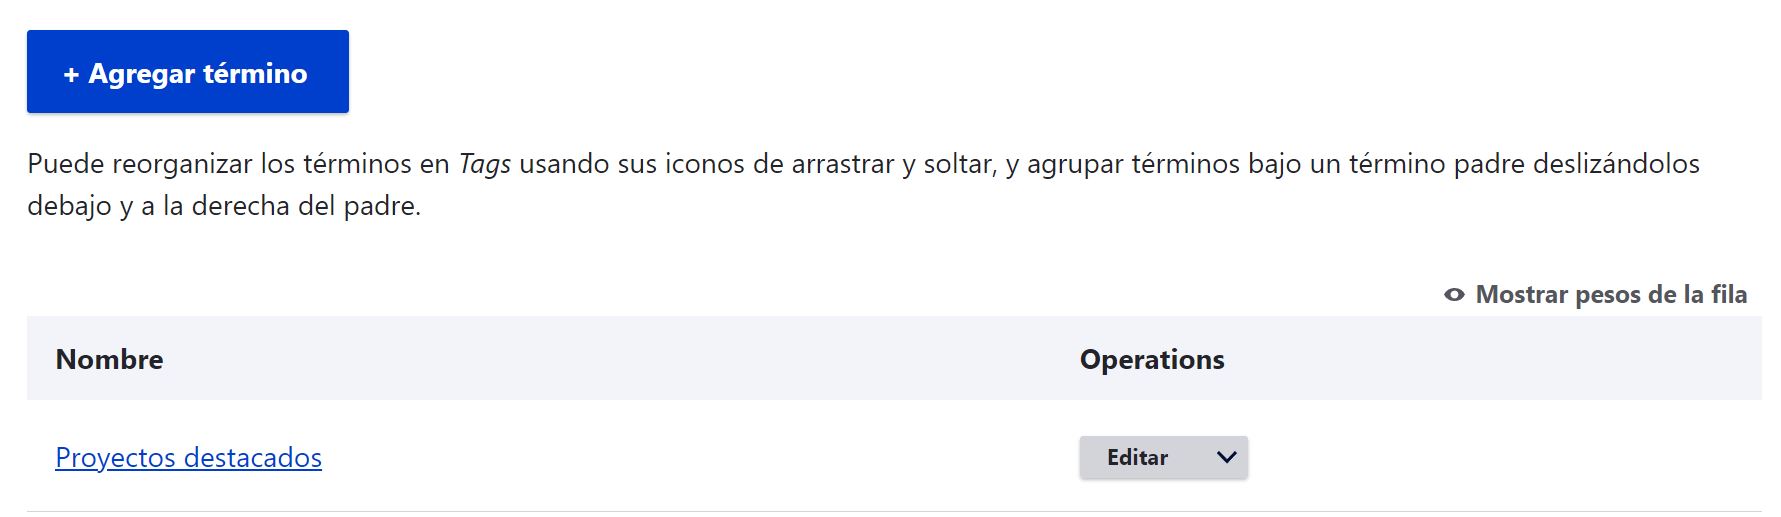 + Agregar término
Puede reorganizar los términos en Tags usando sus iconos de arrastrar y soltar, y agrupar términos bajo un término padre deslizándolos
debajo y a la derecha del padre.
Mostrar pesos de la fila
Nombre Operations
Proyectos destacados Editar